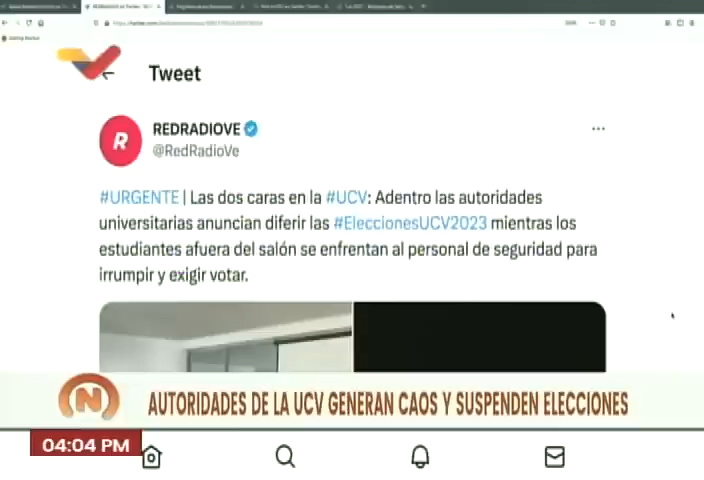 Tweet
REDRADIOVE
@RedRadioVe
#URGENTE | Las dos caras en la #UCV: Adentro las autoridades
universitarias anuncian diferir las #EleccionesUCV2023 mientras los
estudiantes afuera del salón se enfrentan al personal de seguridad para
irrumpir y exigir votar.
N
AUTORIDADES DE LA UCV GENERAN CAOS Y SUSPENDEN ELECCIONES
04:04 PM